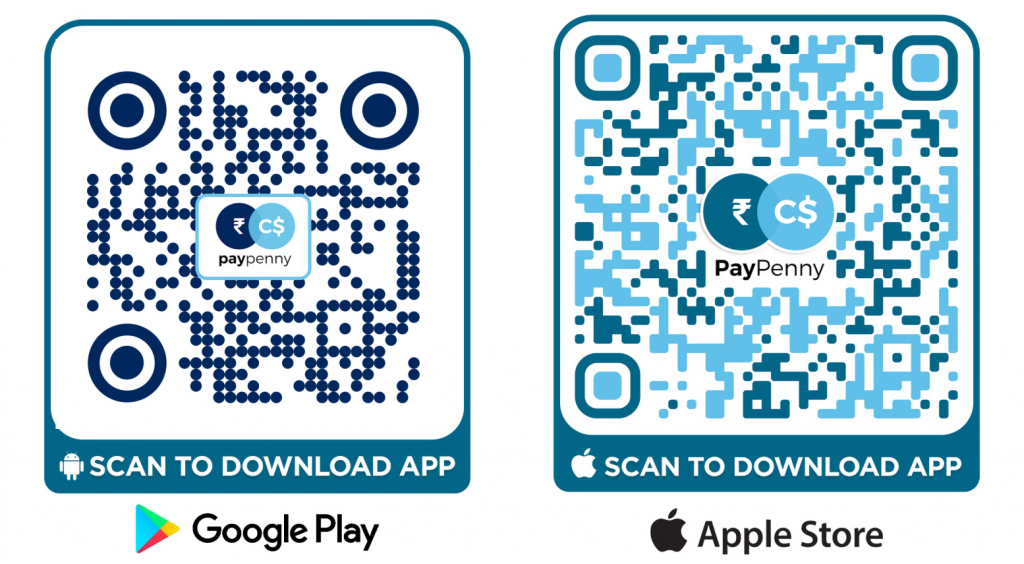 ₹ C$
paypenny
SCAN TO DOWNLOAD APP
Google Play
₹ C$
PayPenny
SCAN TO DOWNLOAD APP
Apple Store